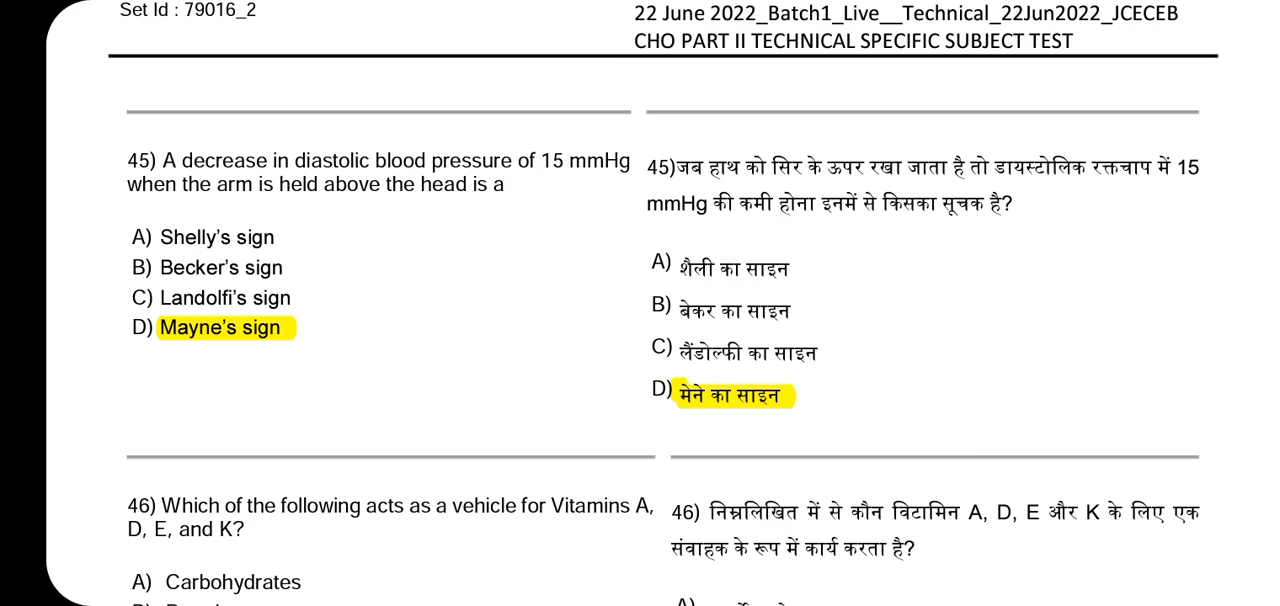 Set Id : 79016_2
22 June 2022_Batch1_Live__Technical_22Jun2022_JCECEB
CHO PART II TECHNICAL SPECIFIC SUBJECT TEST
45) A decrease in diastolic blood pressure of 15 mmHg
when the arm is held above the head is a
A) Shelly's sign
B) Becker's sign
C) Landolfi's sign
D) Mayne's sign
45)जब हाथ को सिर के ऊपर रखा जाता है तो डायस्टोलिक रक्तचाप में 15
mmHg की कमी होना इनमें से किसका सूचक है?
A) शैली का साइन
B) बेकर का साइन
C) लैंडोल्फी का साइन
D) मेने का साइन
46) Which of the following acts as a vehicle for Vitamins A,
D, E, and K?
A) Carbohydrates
46) निम्नलिखित में से कौन विटामिन A, D, E और K के लिए एक
संवाहक के रूप में कार्य करता है?